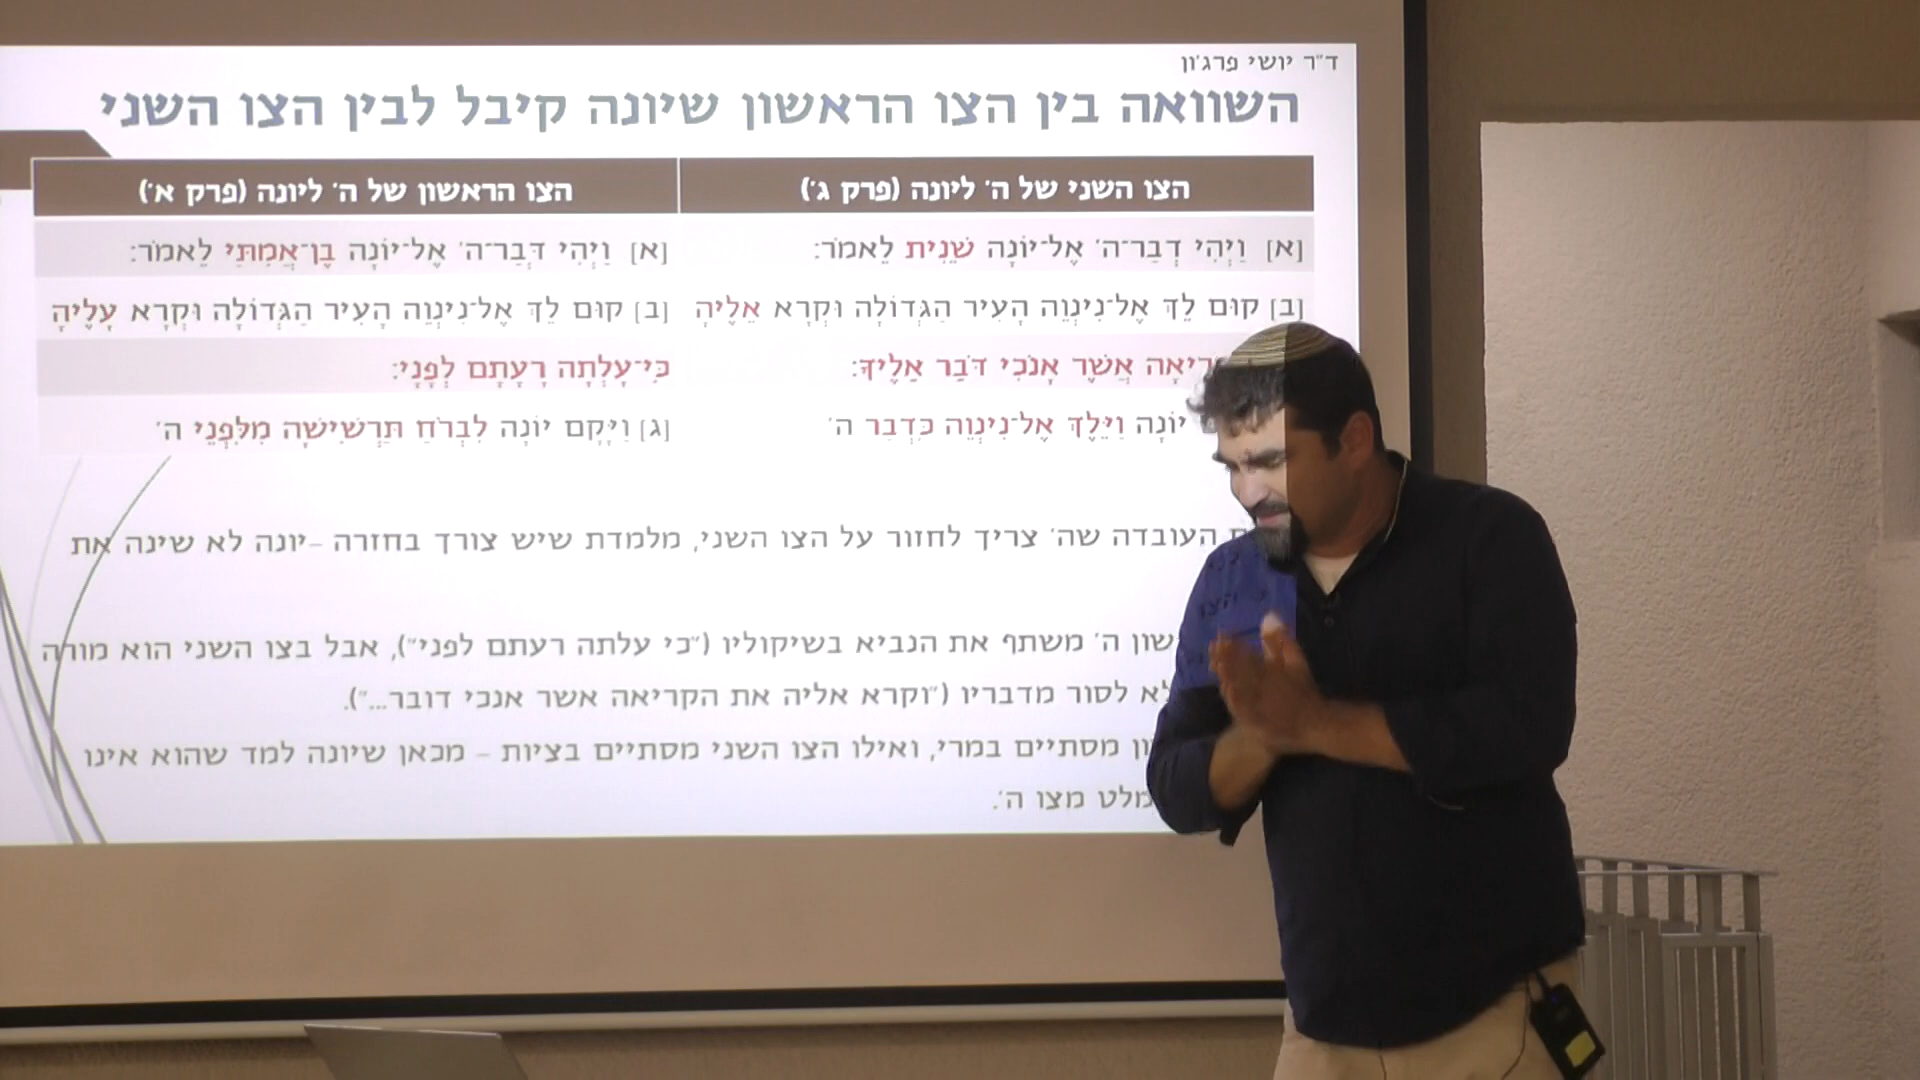 ד״ר יושי פרג׳ון
השוואה בין הצו הראשון שיונה קיבל לבין הצו השני
הצו השני של ה׳ ליונה (פרק ג׳)
הצו הראשון של ה׳ ליונה (פרק א׳)
[א] וַיְהִי דְבַר־ה׳ אֶל־יוֹנָה שֵׁנִית לֵאמֹר:
[א] וַיְהִי דְּבַר־ה׳ אֶל־יוֹנָה בֶן־אֲמִתַּי לֵאמֹר:
[ב] קוּם לֵךְ אֶל־נִינְוֵה הָעִיר הַגְּדוֹלָה וּקְרָא אֵלֶיהָ
[ב] קוּם לֵךְ אֶל־נִינְוֵה הָעִיר הַגְּדוֹלָה וּקְרָא עָלֶיהָ
אֲשֶׁר אָנֹכִי דֹּבֵר אֵלֶיךָ:
כִּי־עָלְתָה רָעָתָם לְפָנָי:
יוֹנָה וַיֵּלֶךְ אֶל־נִינְוֵה כִּדְבַר ה׳
[ג] וַיָּקָם יוֹנָה לִבְרֹחַ תַּרְשִׁישָׁה מִלִּפְנֵי ה׳
העובדה שה׳ צריך לחזור על הצו השני, מלמדת שיש צורך בחזרה –יונה לא שינה את
ה׳ משתף את הנביא בשיקוליו (״כי עלתה רעתם לפני״), אבל בצו השני הוא מורה
לא לסור מדבריו (״וקרא אליה את הקריאה אשר אנכי דובר...״).
מסתיים במרי, ואילו הצו השני מסתיים בציות – מכאן שיונה למד שהוא אינו
מצו ה׳.